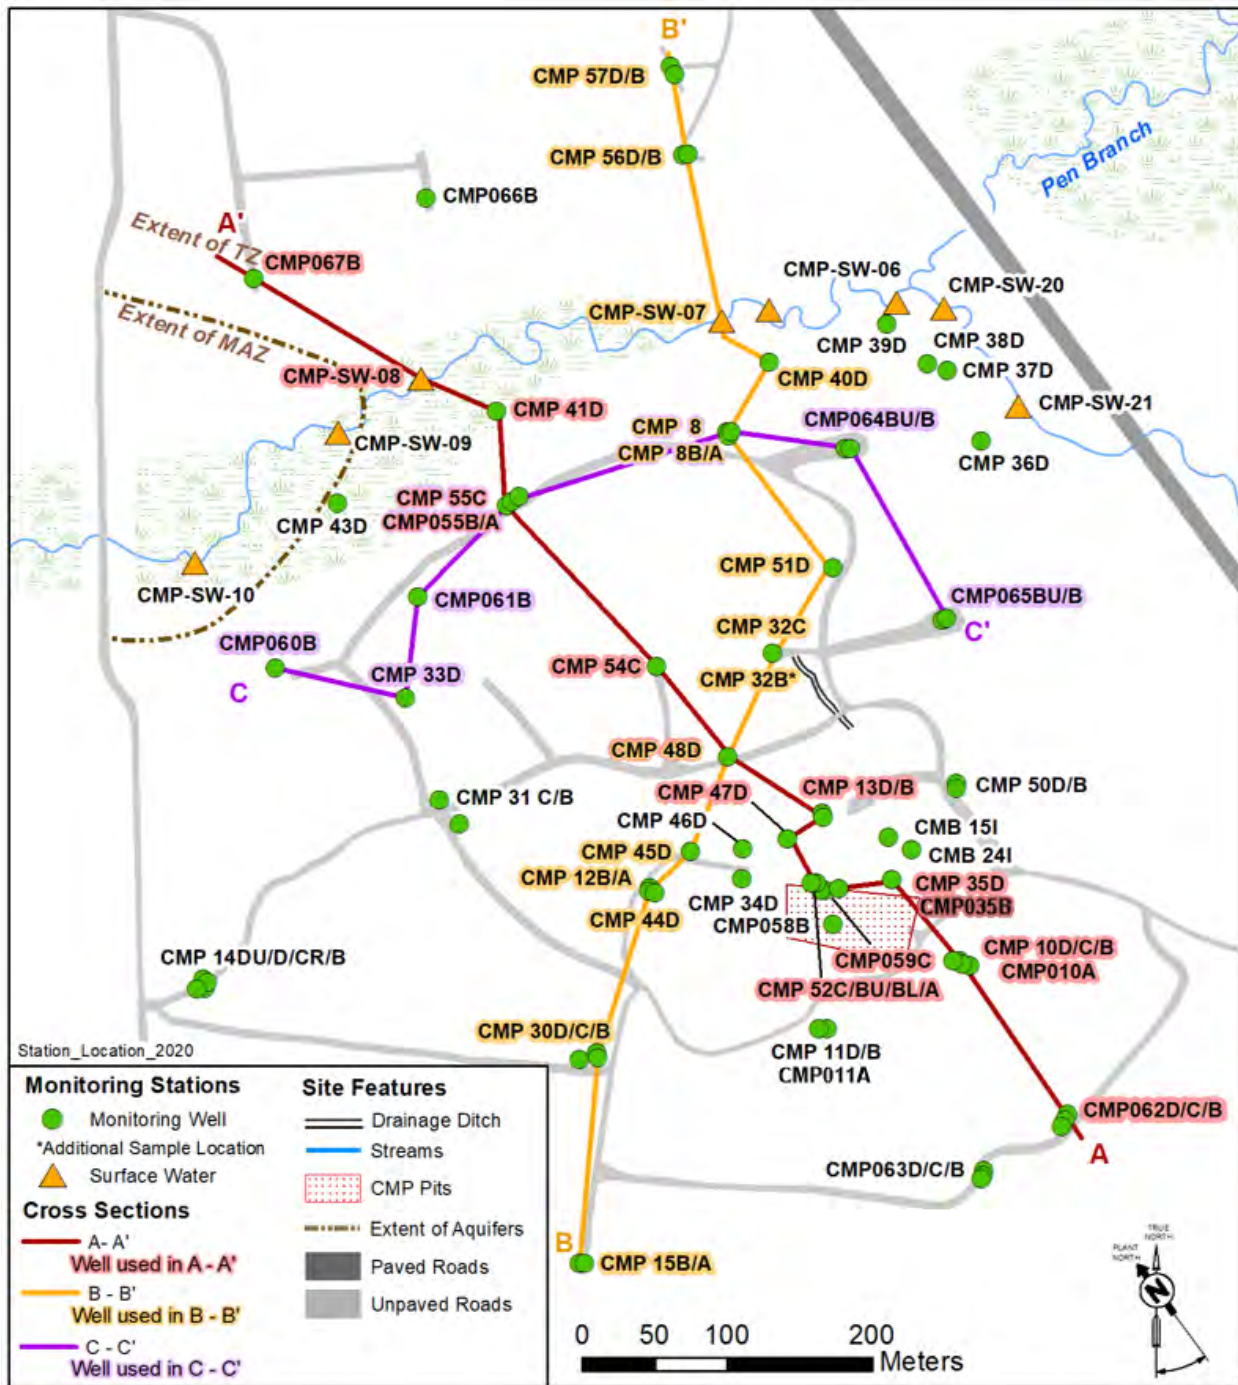 B'
CMP 57D/B
CMP 56D/B
Pen Branch
CMP066B
A'
Extent of TZ
CMP067B
CMP-SW-06
CMP-SW-20
CMP-SW-07
Extent of MAZ
CMP 39D
CMP 38D
CMP 37D
CMP-SW-08
CMP 40D
CMP 41D
CMP-SW-21
CMP 8
CMP064BU/B
CMP-SW-09
CMP 8B/A
CMP 36D
CMP 55C
CMP055B/A
CMP 43D
CMP 51D
CMP-SW-10
CMP061B
CMP065BU/B
CMP 32C
C'
CMP060B
CMP 33D
CMP 54C
CMP 32B*
C
CMP 48D
CMP 47D
CMP 13D/B
CMP 50D/B
CMP 31 C/B
CMP 46D
CMB 15I
CMP 45D
CMB 24I
CMP 12B/A
CMP 34D
CMP 35D
CMP 44D
CMP058B
CMP035B
CMP 14DU/D/CR/B
CMP059C
CMP 10D/C/B
CMP010A
CMP 52C/BU/BL/A
CMP 30D/C/B
CMP 11D/B
CMP011A
Station_Location_2020
CMP062D/C/B
A
CMP063D/C/B
B
CMP 15B/A
Monitoring Stations
Monitoring Well
*Additional Sample Location
Surface Water
Cross Sections
A- A'
Well used in A - A'
B - B'
Well used in B - B'
C - C'
Well used in C - C'
Site Features
Drainage Ditch
Streams
CMP Pits
Extent of Aquifers
Paved Roads
Unpaved Roads
0 50 100 200
Meters
TRUE
NORTH
PLANT
NORTH
N